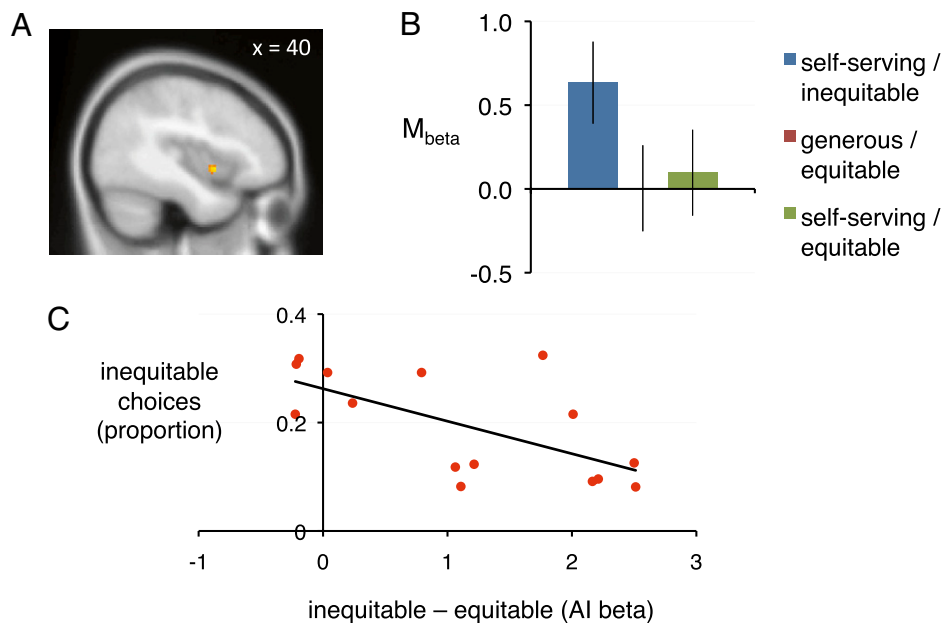 A
x = 40
B
1.0
0.5
0.0
-0.5
M_beta
self-serving /
inequitable
generous /
equitable
self-serving /
equitable
C
inequitable
choices
(proportion)
0.4
0.2
0
-1 0 1 2 3
inequitable – equitable (AI beta)